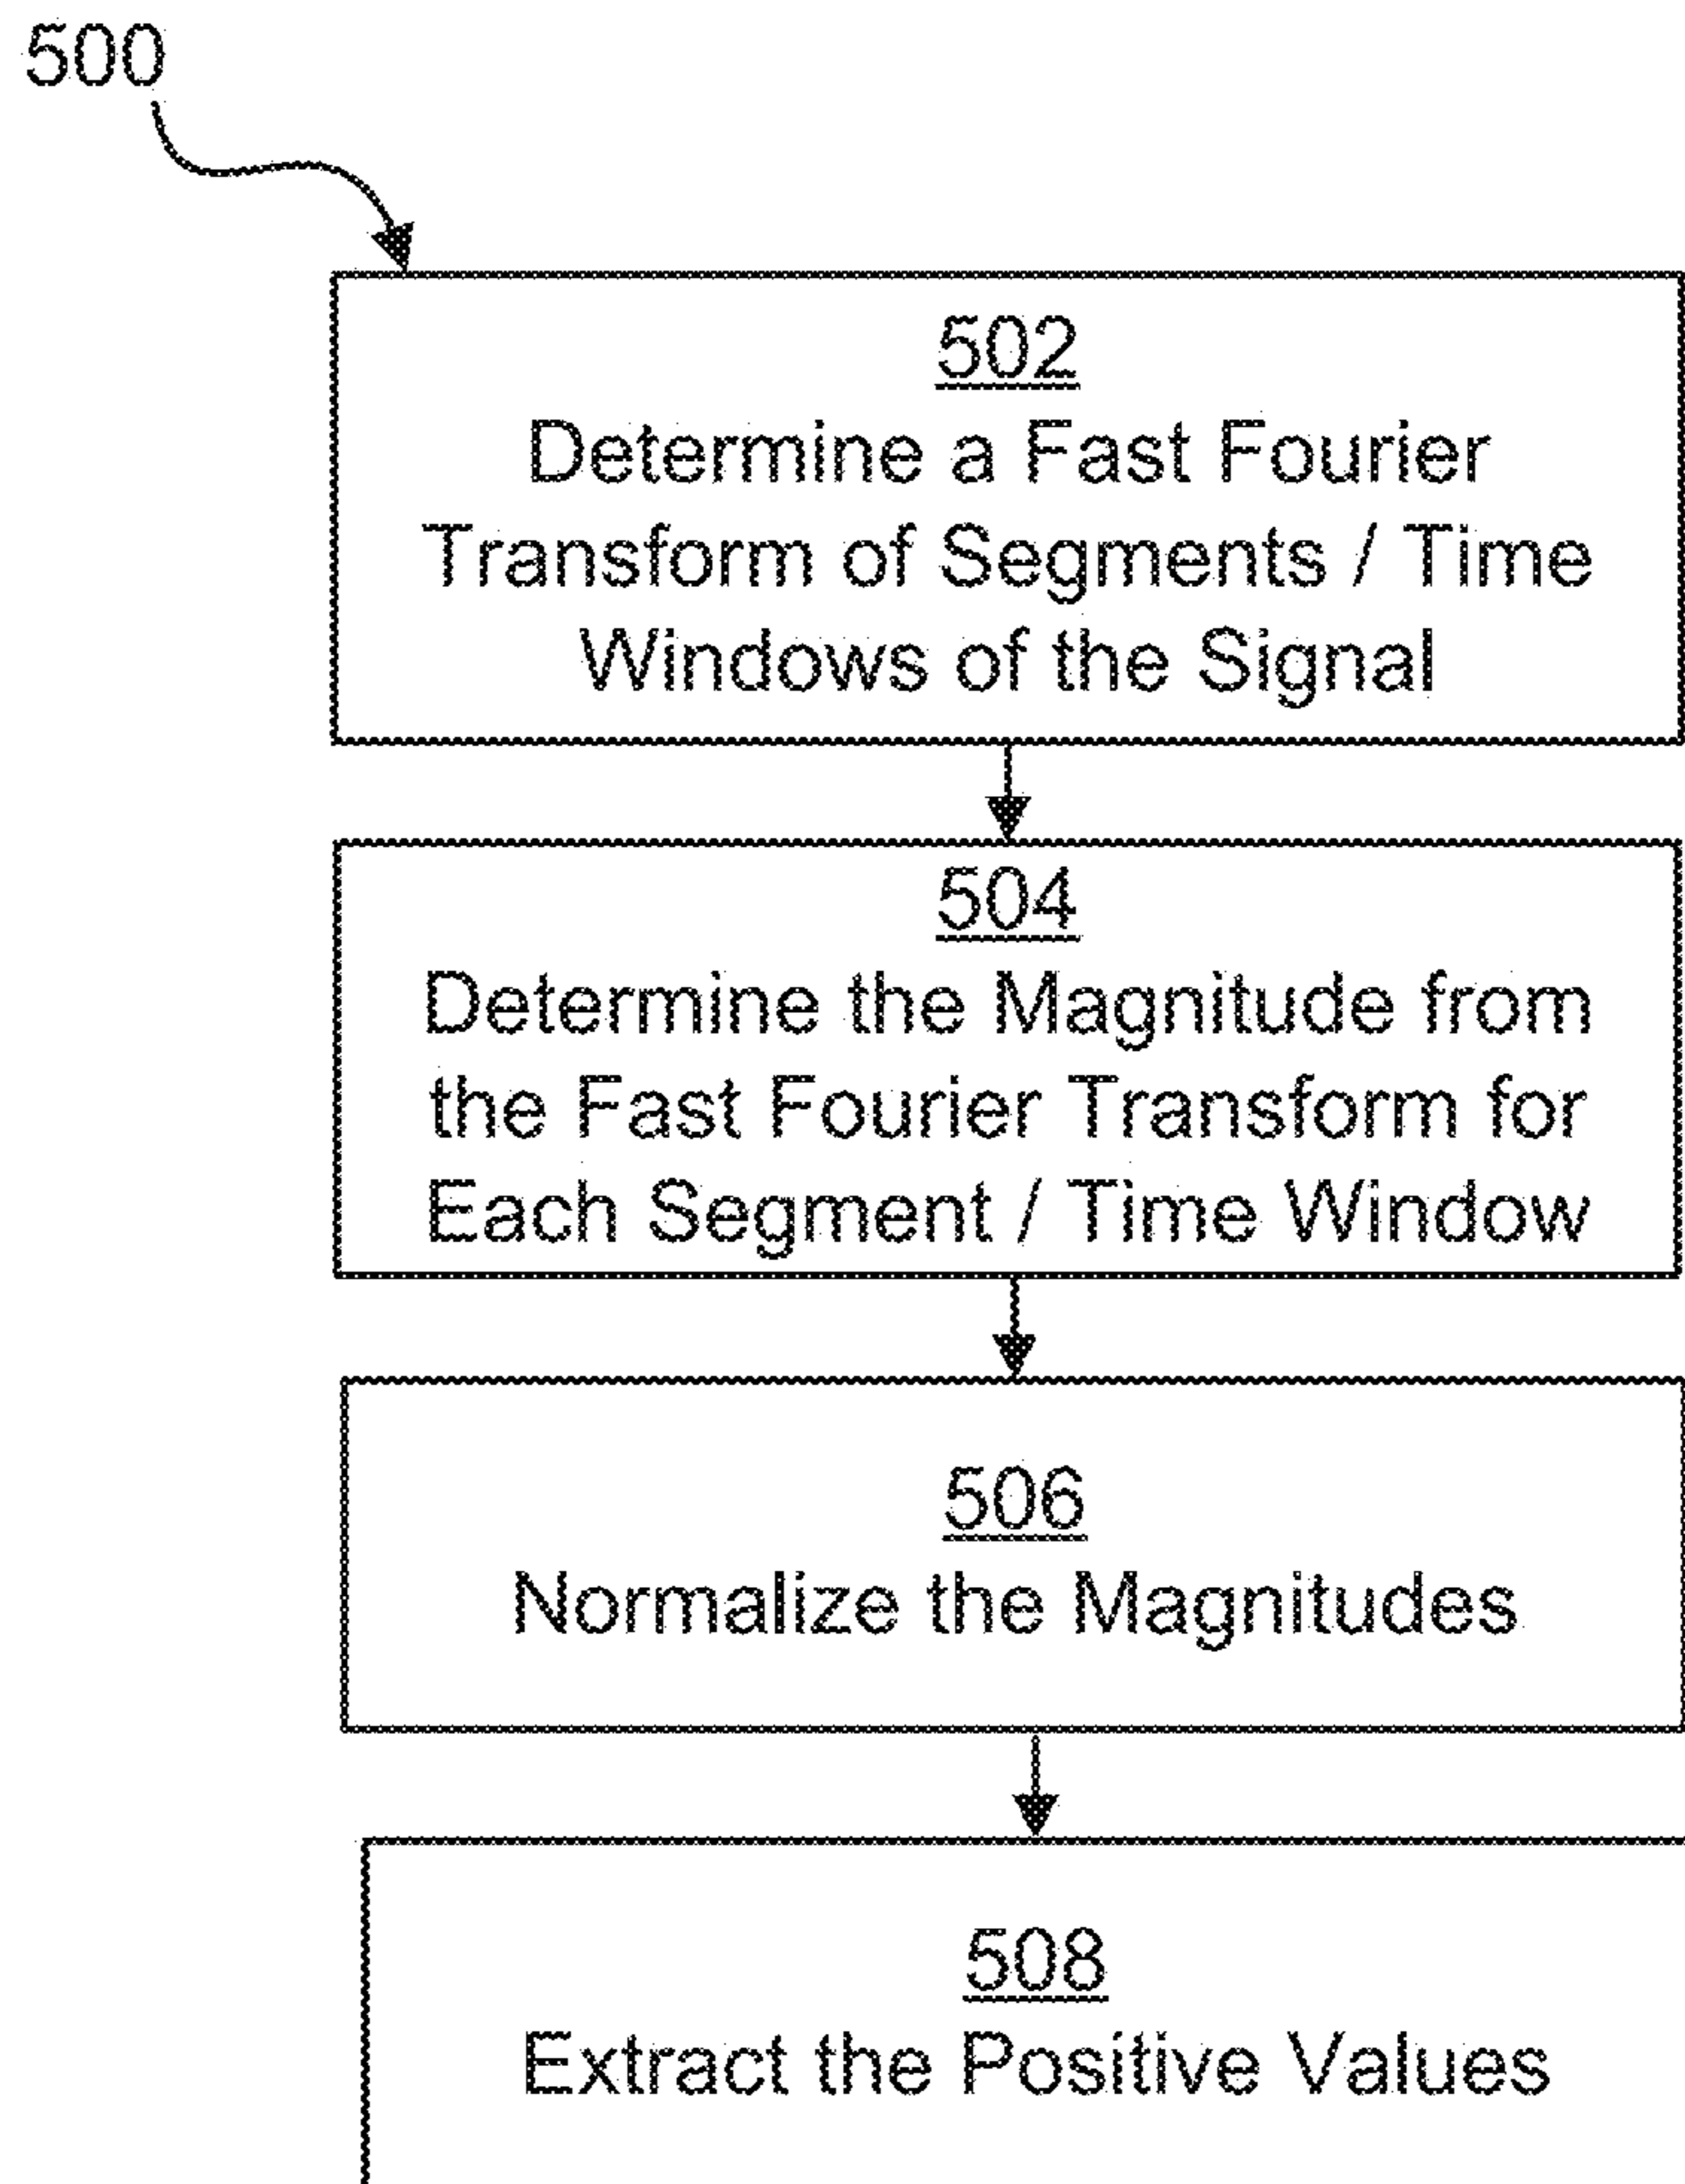 500
502
Determine a Fast Fourier
Transform of Segments / Time
Windows of the Signal
504
Determine the Magnitude from
the Fast Fourier Transform for
Each Segment / Time Window
506
Normalize the Magnitudes
508
Extract the Positive Values